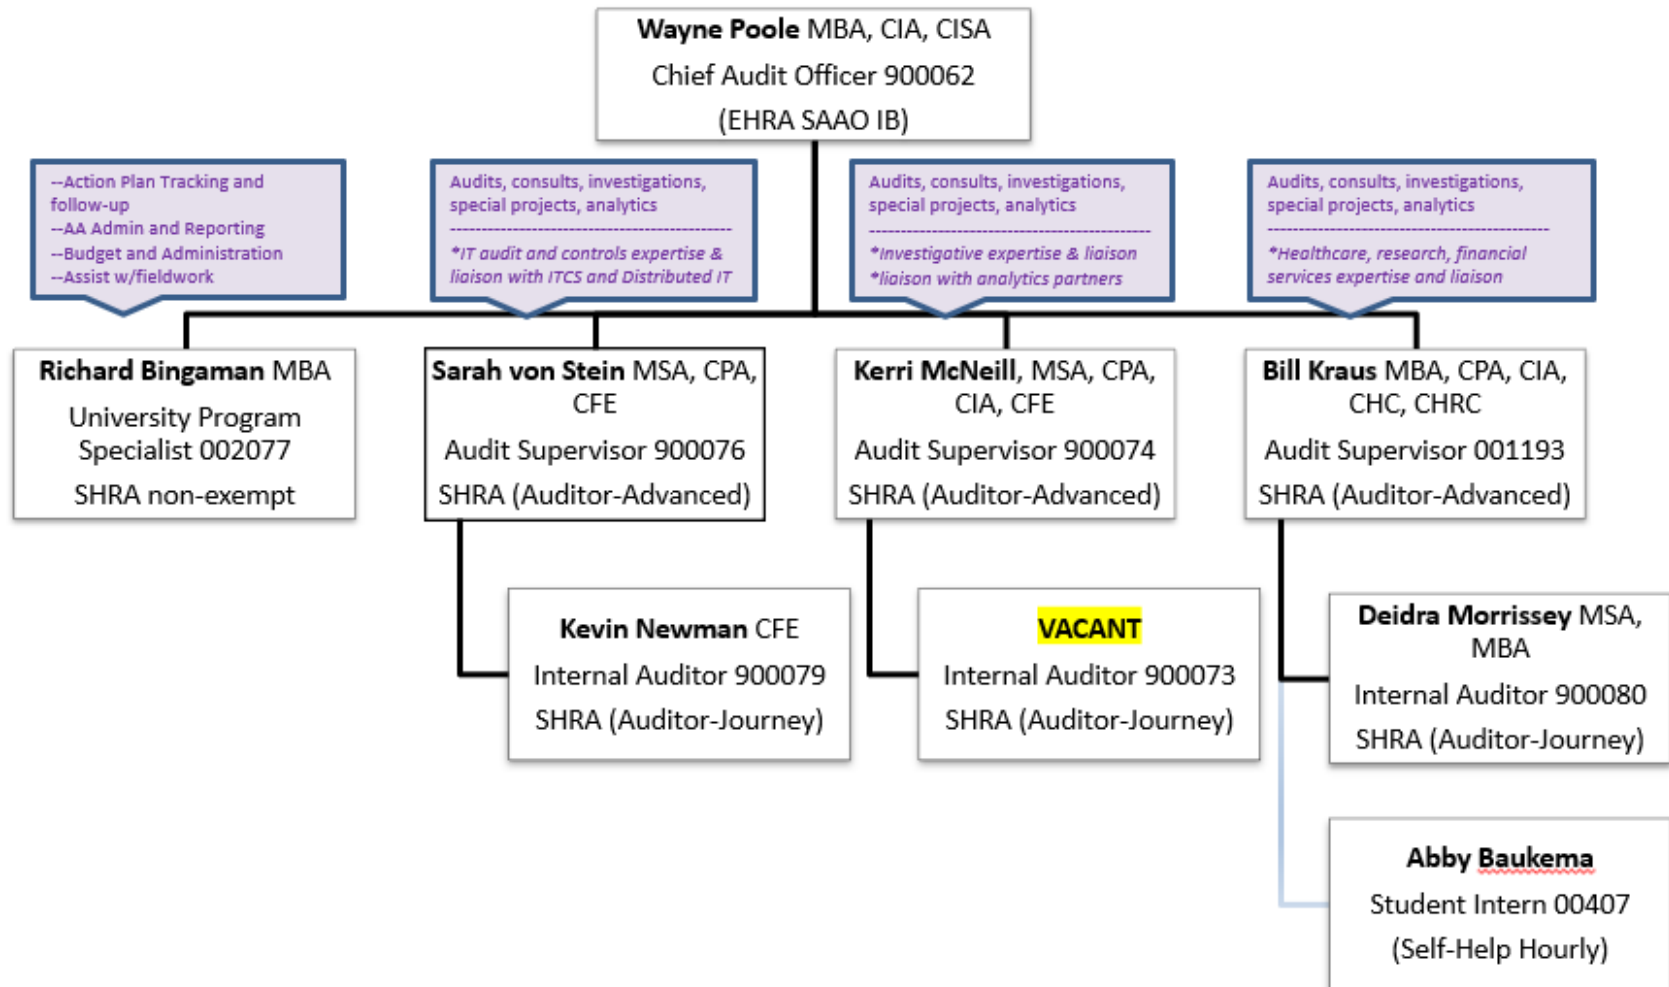 Wayne Poole MBA, CIA, CISA
Chief Audit Officer 900062
(EHRA SAAO IB)
--Action Plan Tracking and
follow-up
--AA Admin and Reporting
--Budget and Administration
--Assist w/fieldwork
Audits, consults, investigations,
special projects, analytics
---------------------------------------------
*IT audit and controls expertise &
liaison with ITCS and Distributed IT
Audits, consults, investigations,
special projects, analytics
---------------------------------------------
*Investigative expertise & liaison
*liaison with analytics partners
Audits, consults, investigations,
special projects, analytics
---------------------------------------------
*Healthcare, research, financial
services expertise and liaison
Richard Bingaman MBA
University Program
Specialist 002077
SHRA non-exempt
Sarah von Stein MSA, CPA,
CFE
Audit Supervisor 900076
SHRA (Auditor-Advanced)
Kerri McNeill, MSA, CPA,
CIA, CFE
Audit Supervisor 900074
SHRA (Auditor-Advanced)
Bill Kraus MBA, CPA, CIA,
CHC, CHRC
Audit Supervisor 001193
SHRA (Auditor-Advanced)
Kevin Newman CFE
Internal Auditor 900079
SHRA (Auditor-Journey)
VACANT
Internal Auditor 900073
SHRA (Auditor-Journey)
Deidra Morrissey MSA,
MBA
Internal Auditor 900080
SHRA (Auditor-Journey)
Abby Baukema
Student Intern 00407
(Self-Help Hourly)